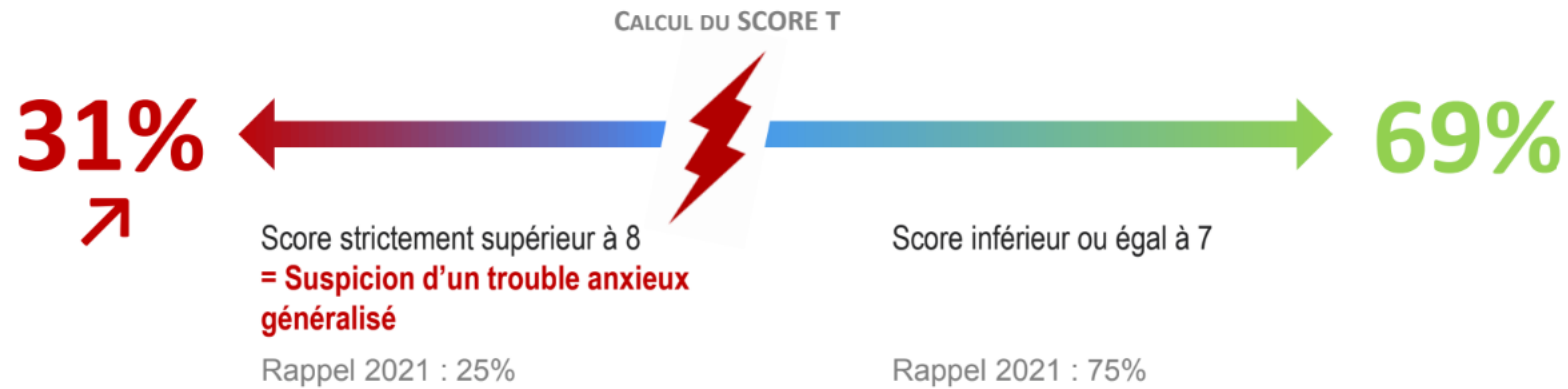 CALCUL DU SCORE T
31%
69%
Score strictement supérieur à 8
= Suspicion d’un trouble anxieux
généralisé
Rappel 2021 : 25%
Score inférieur ou égal à 7
Rappel 2021 : 75%